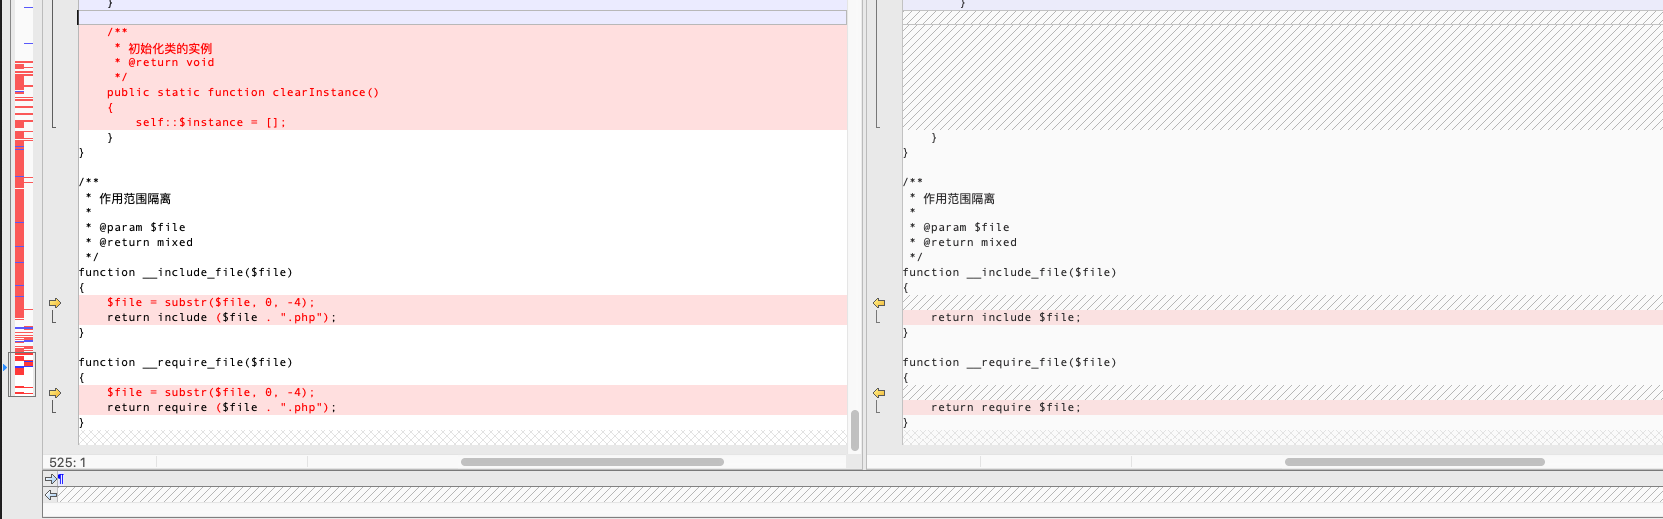 }

    /**
     * 初始化类的实例
     * @return void
     */
    public static function clearInstance()
    {
        self::$instance = [];
    }
}

/**
 * 作用范围隔离
 *
 * @param $file
 * @return mixed
 */
function __include_file($file)
{
    $file = substr($file, 0, -4);
    return include ($file . ".php");
}

function __require_file($file)
{
    $file = substr($file, 0, -4);
    return require ($file . ".php");
}
525: 1
¶
    }
    }
}

/**
 * 作用范围隔离
 *
 * @param $file
 * @return mixed
 */
function __include_file($file)
{
    return include $file;
}

function __require_file($file)
{
    return require $file;
}